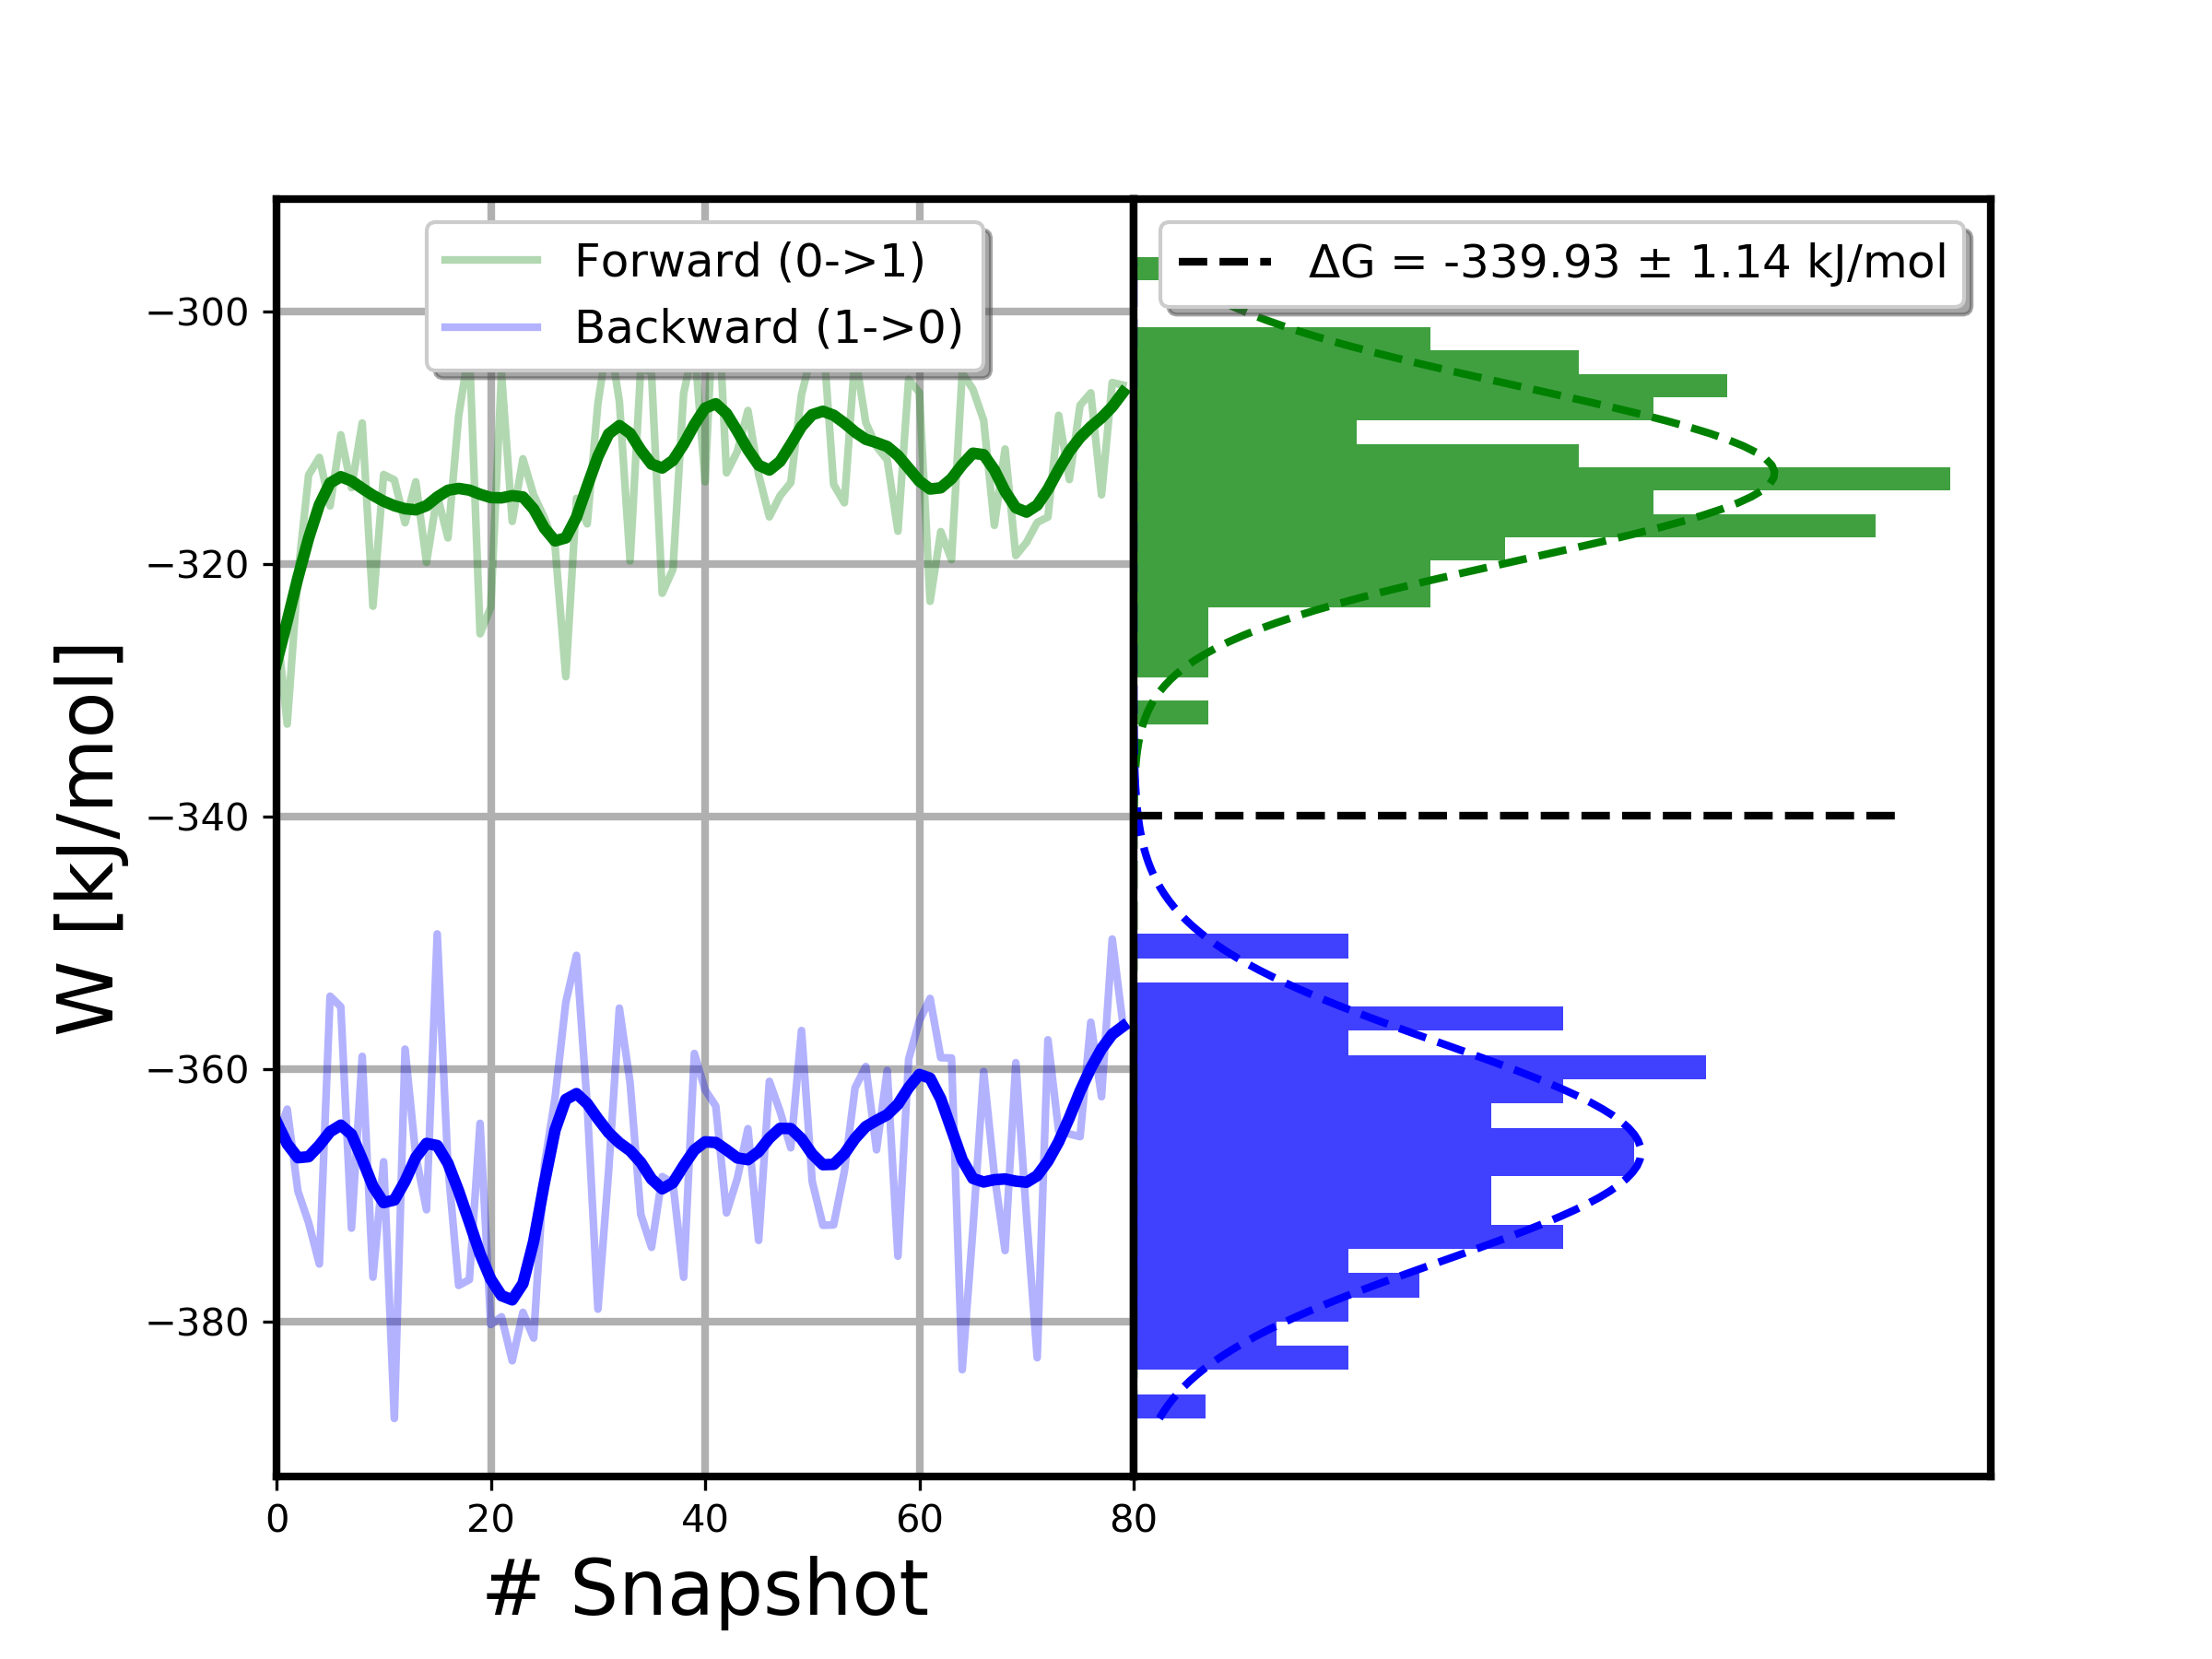 Forward (0->1)
Backward (1->0)
ΔG = -339.93 ± 1.14 kJ/mol
W [kJ/mol]
−300
−320
−340
−360
−380
0 20 40 60 80
# Snapshot